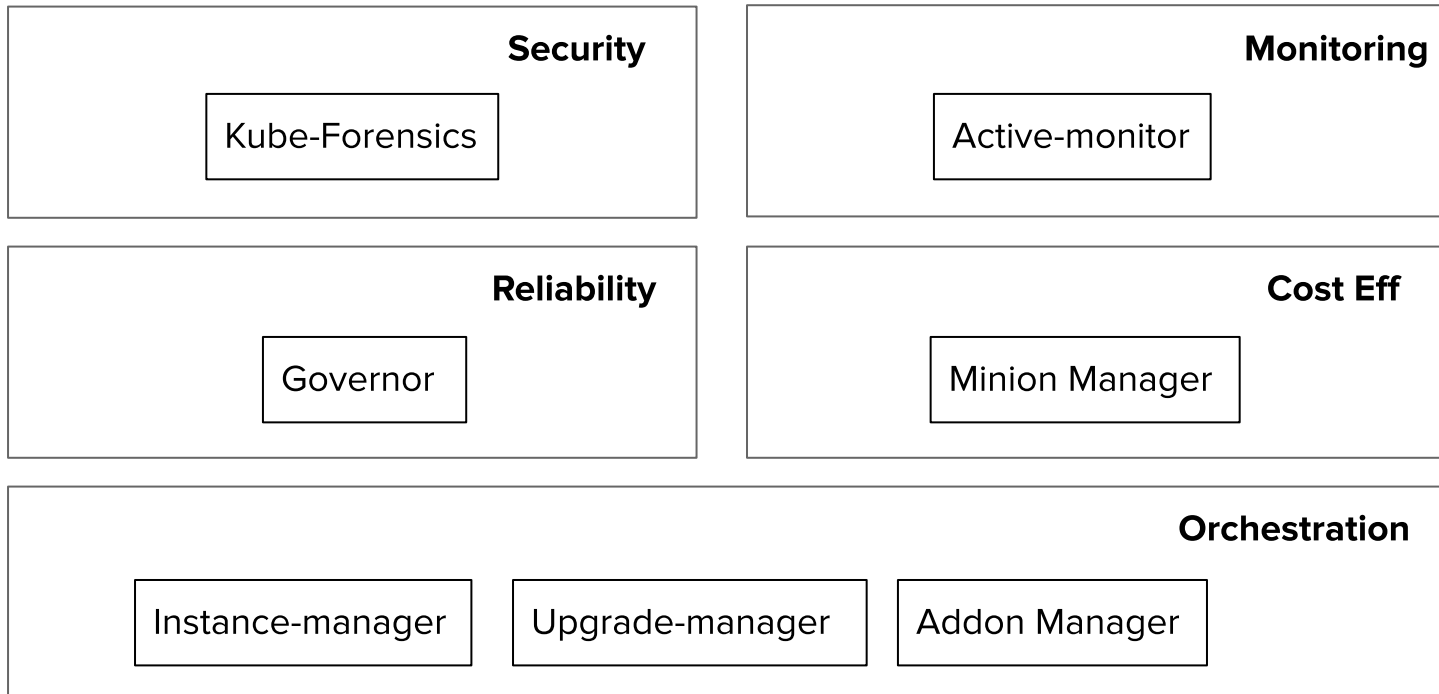 Security
Kube-Forensics
Monitoring
Active-monitor
Reliability
Governor
Cost Eff
Minion Manager
Orchestration
Instance-manager
Upgrade-manager
Addon Manager